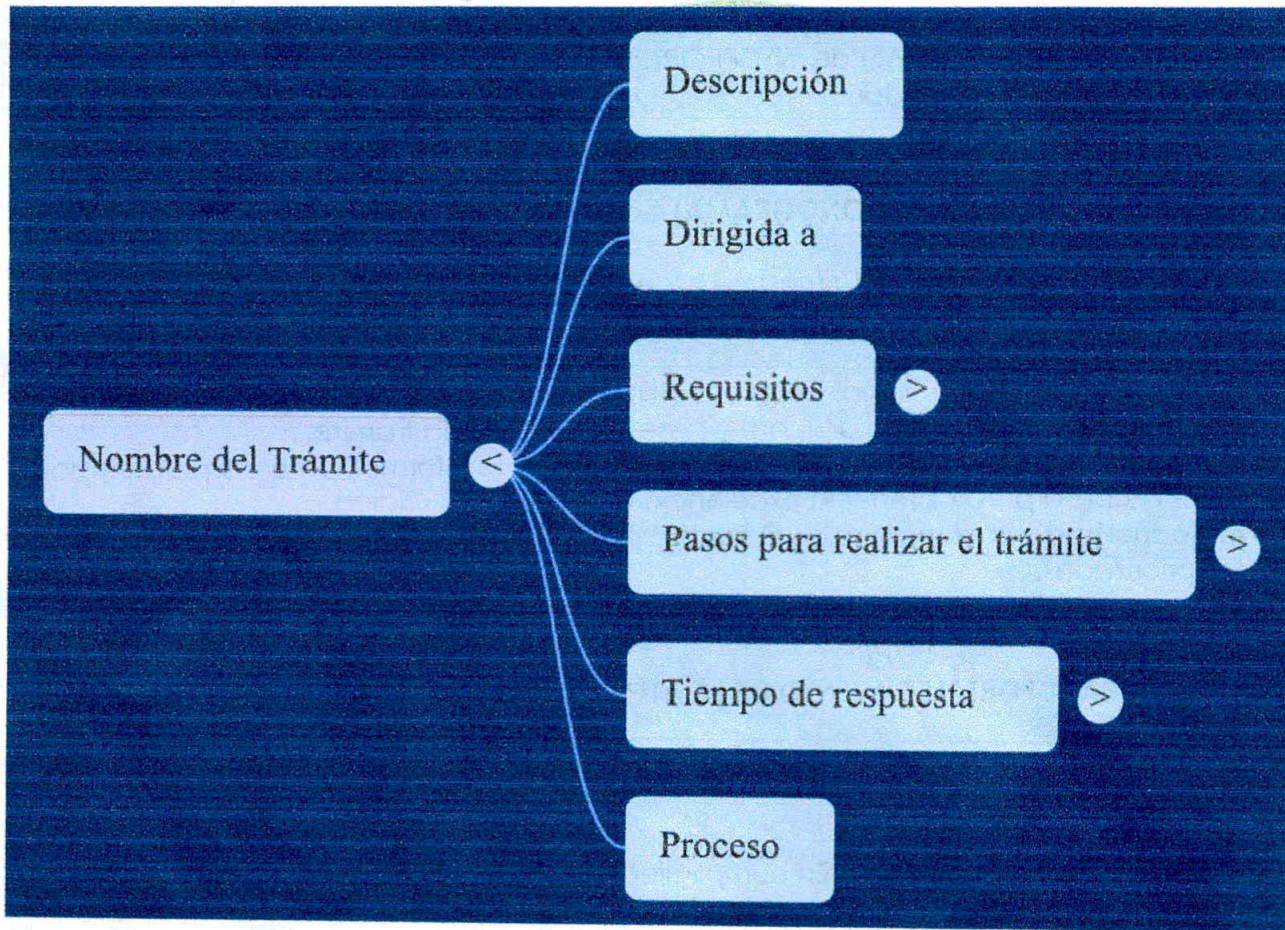 Descripción
Dirigida a
Requisitos >
Nombre del Trámite <
Pasos para realizar el trámite >
Tiempo de respuesta >
Proceso